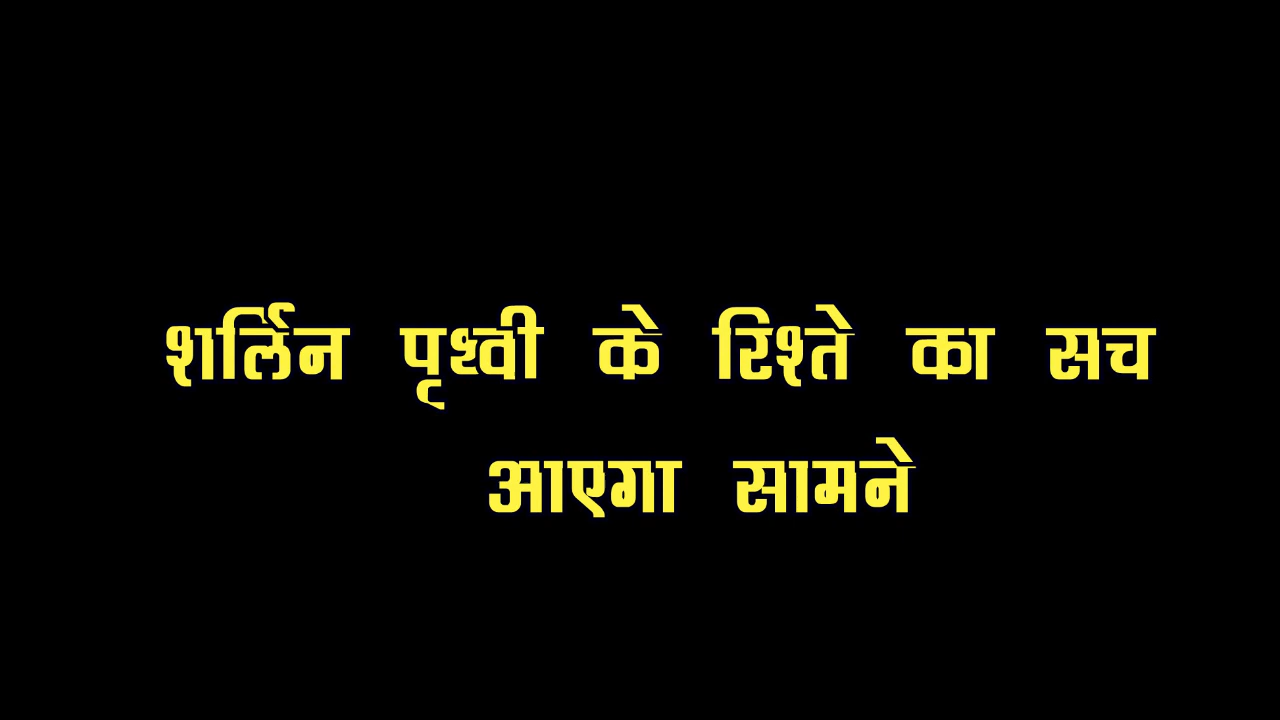 शर्लिन पृथ्वी के रिश्ते का सच
आएगा सामने